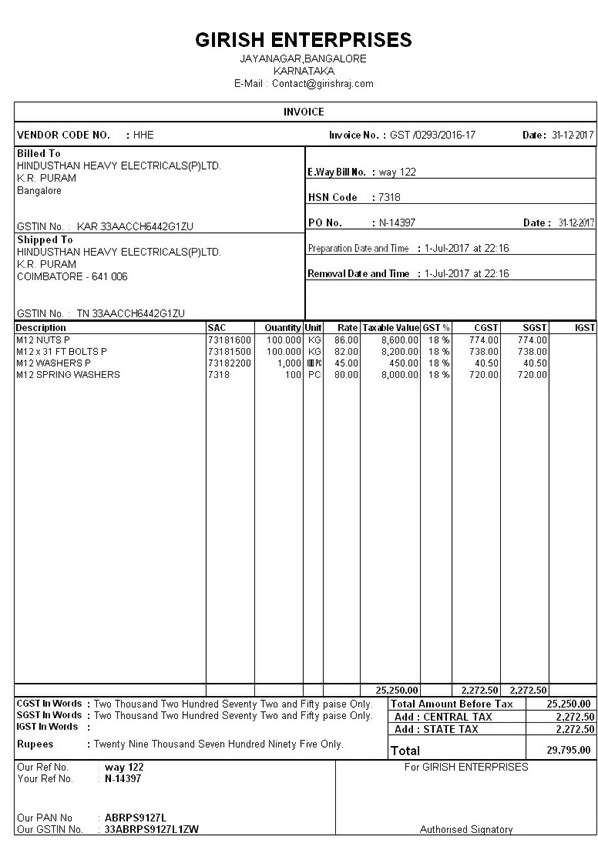 GIRISH ENTERPRISES
JAYANAGAR,BANGALORE
KARNATAKA
E-Mail : Contact@girishraj.com
INVOICE
VENDOR CODE NO. : HHE Invoice No. : GST /0293/2016-17 Date : 31-12-2017
Billed To
HINDUSTHAN HEAVY ELECTRICALS(P)LTD.
K.R. PURAM
Bangalore
GSTIN No. : KAR 33AACCH6442G1ZU
E.Way Bill No. : way 122
HSN Code : 7318
PO No. : N-14397 Date : 31-12-2017
Shipped To
HINDUSTHAN HEAVY ELECTRICALS(P)LTD.
K.R. PURAM
COIMBATORE - 641 006
GSTIN No. : TN 33AACCH6442G1ZU
Preparation Date and Time : 1-Jul-2017 at 22:16
Removal Date and Time : 1-Jul-2017 at 22:16
Description SAC Quantity Unit Rate Taxable Value GST % CGST SGST IGST
M12 NUTS P 73181600 100.000 KG 86.00 8,600.00 18 % 774.00 774.00
M12 x 31 FT BOLTS P 73181500 100.000 KG 82.00 8,200.00 18 % 738.00 738.00
M12 WASHERS P 73182200 1,000 PC 45.00 450.00 18 % 40.50 40.50
M12 SPRING WASHERS 7318 100 PC 80.00 8,000.00 18 % 720.00 720.00
25,250.00 2,272.50 2,272.50
CGST In Words : Two Thousand Two Hundred Seventy Two and Fifty paise Only.
SGST In Words : Two Thousand Two Hundred Seventy Two and Fifty paise Only.
IGST In Words :
Rupees : Twenty Nine Thousand Seven Hundred Ninety Five Only.
Total Amount Before Tax 25,250.00
Add : CENTRAL TAX 2,272.50
Add : STATE TAX 2,272.50
Total 29,795.00
Our Ref No. : way 122
Your Ref No. : N-14397
Our PAN No : ABRPS9127L
Our GSTIN No. : 33ABRPS9127L1ZW
For GIRISH ENTERPRISES
Authorised Signatory